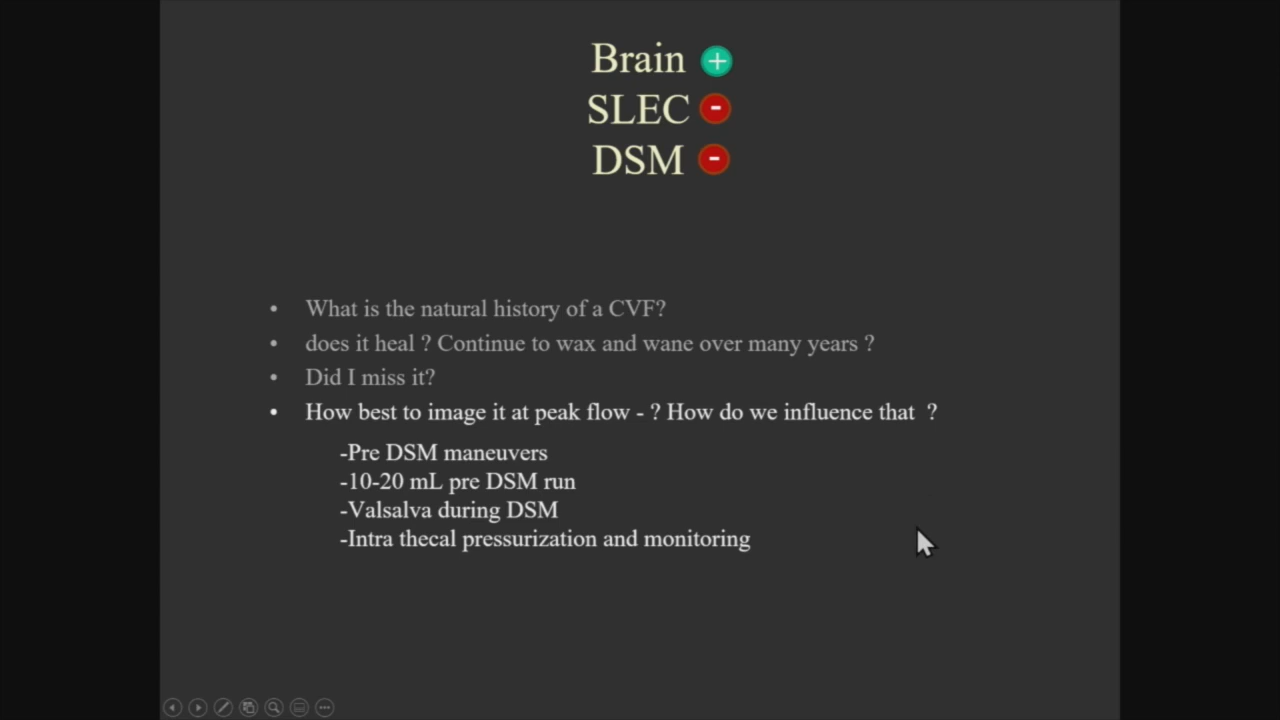 Brain +
SLEC -
DSM -
• What is the natural history of a CVF?
• does it heal ? Continue to wax and wane over many years ?
• Did I miss it?
• How best to image it at peak flow - ? How do we influence that ?
-Pre DSM maneuvers
-10-20 mL pre DSM run
-Valsalva during DSM
-Intra thecal pressurization and monitoring